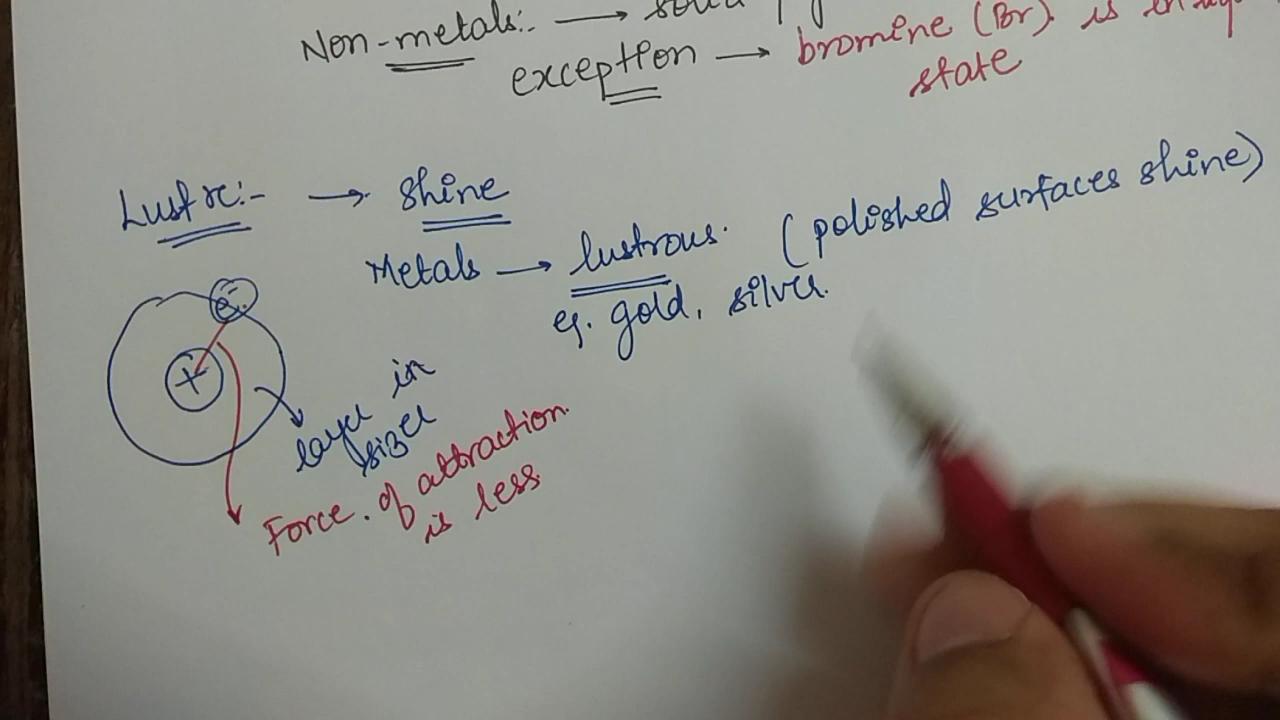 Non-metals:- → solid
exception → bromine (Br) is in
state
Lustre:- → shine
Metals → lustrous. (polished surfaces shine)
eg. gold, silver.
e-
+
layer in
size
Force. of attraction
is less